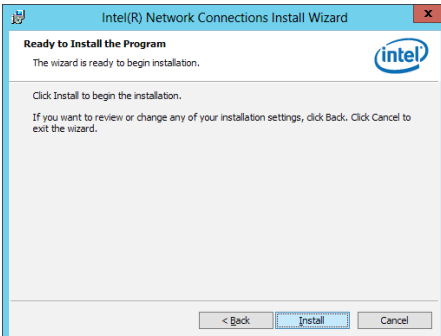 Intel(R) Network Connections Install Wizard
x
Ready to Install the Program
The wizard is ready to begin installation.
intel
Click Install to begin the installation.
If you want to review or change any of your installation settings, click Back. Click Cancel to
exit the wizard.
< Back
Install
Cancel